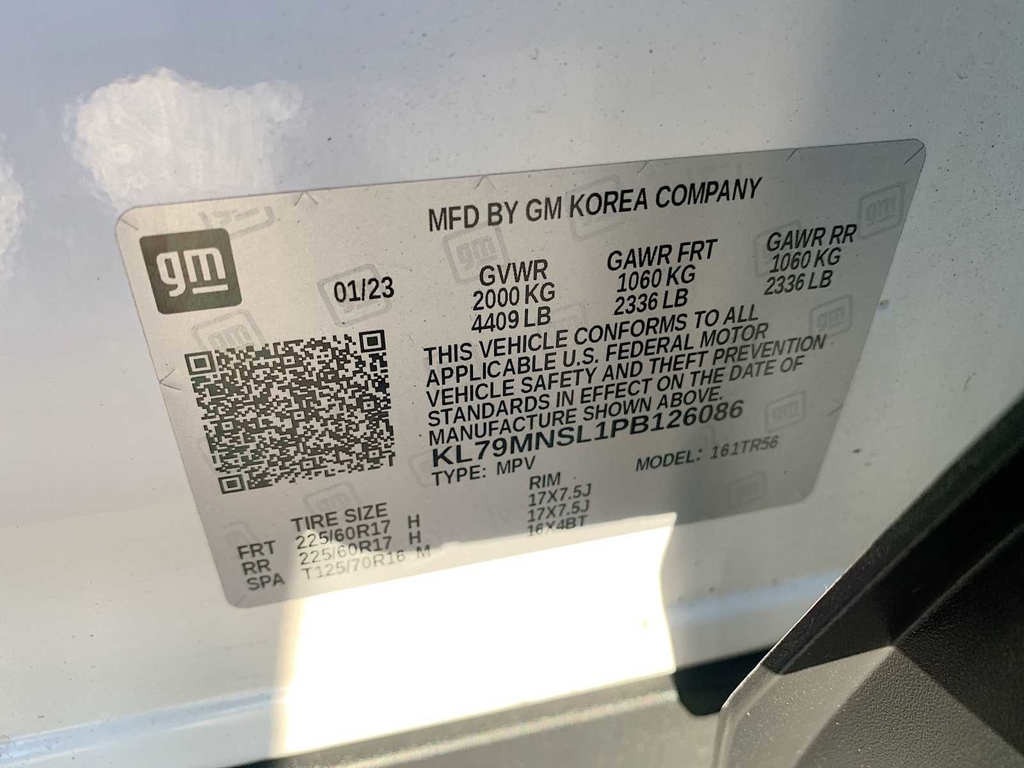 MFD BY GM KOREA COMPANY
gm
01/23
GVWR
2000 KG
4409 LB
GAWR FRT
1060 KG
2336 LB
GAWR RR
1060 KG
2336 LB
THIS VEHICLE CONFORMS TO ALL
APPLICABLE U.S. FEDERAL MOTOR
VEHICLE SAFETY AND THEFT PREVENTION
STANDARDS IN EFFECT ON THE DATE OF
MANUFACTURE SHOWN ABOVE.
KL79MNSL1PB126086
TYPE: MPV MODEL: 161TR56
TIRE SIZE RIM
FRT 225/60R17 H 17X7.5J
RR 225/60R17 H 17X7.5J
SPA T125/70R16 M 16X4BT